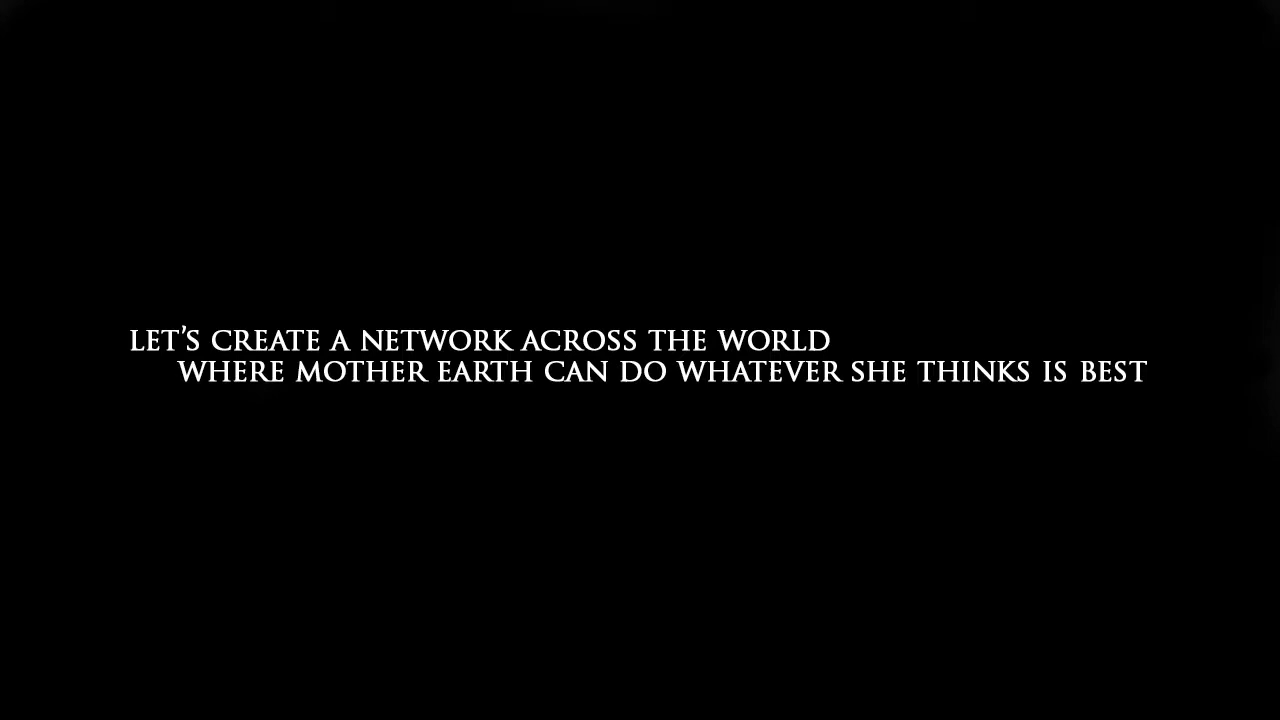 LET’S CREATE A NETWORK ACROSS THE WORLD
WHERE MOTHER EARTH CAN DO WHATEVER SHE THINKS IS BEST